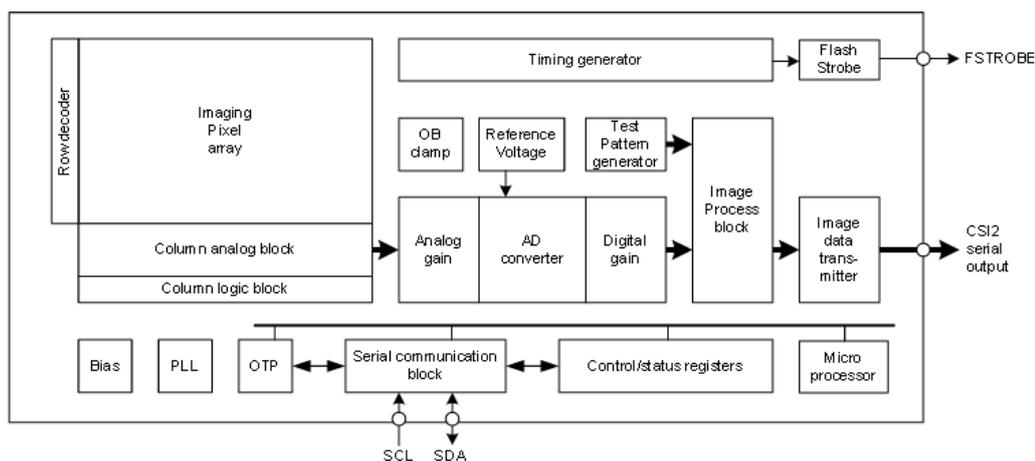 Timing generator
Flash
Strobe
FSTROBE
Row decoder
Imaging
Pixel
array
OB
clamp
Reference
Voltage
Test
Pattern
generator
Image
Process
block
Column analog block
Analog
gain
AD
converter
Digital
gain
Image
data
trans-
mitter
CSI2
serial
output
Column logic block
Bias
PLL
OTP
Serial communication
block
Control/status registers
Micro
processor
SCL
SDA